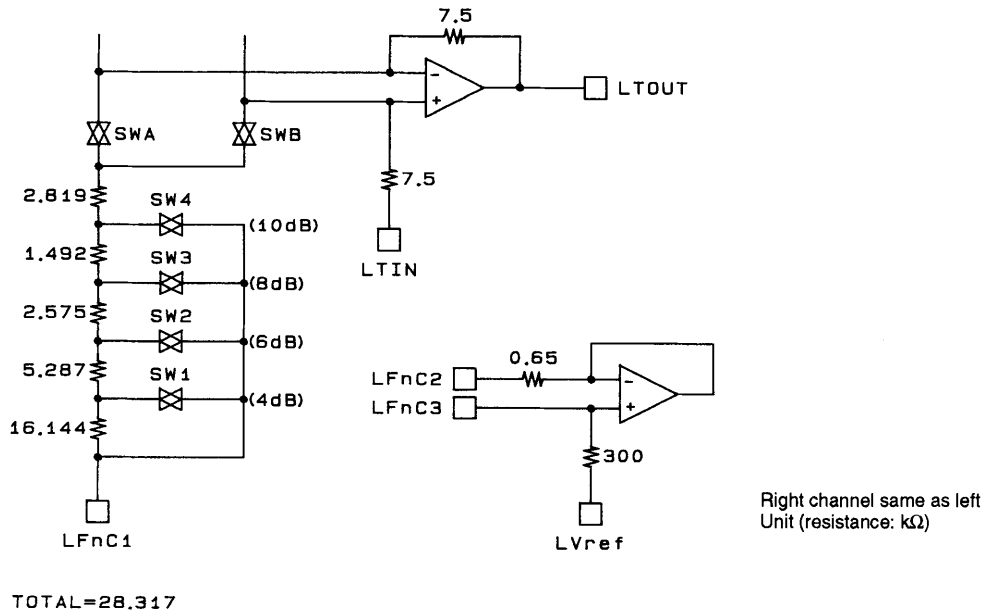 7.5
LTOUT
SWA
SWB
7.5
2.819
SW4
(10dB)
LTIN
1.492
SW3
(8dB)
2.575
SW2
(6dB)
0.65
5.287
LFnC2
SW1
LFnC3
(4dB)
16.144
300
Right channel same as left
Unit (resistance: kΩ)
LFnC1
LVref
TOTAL=28.317